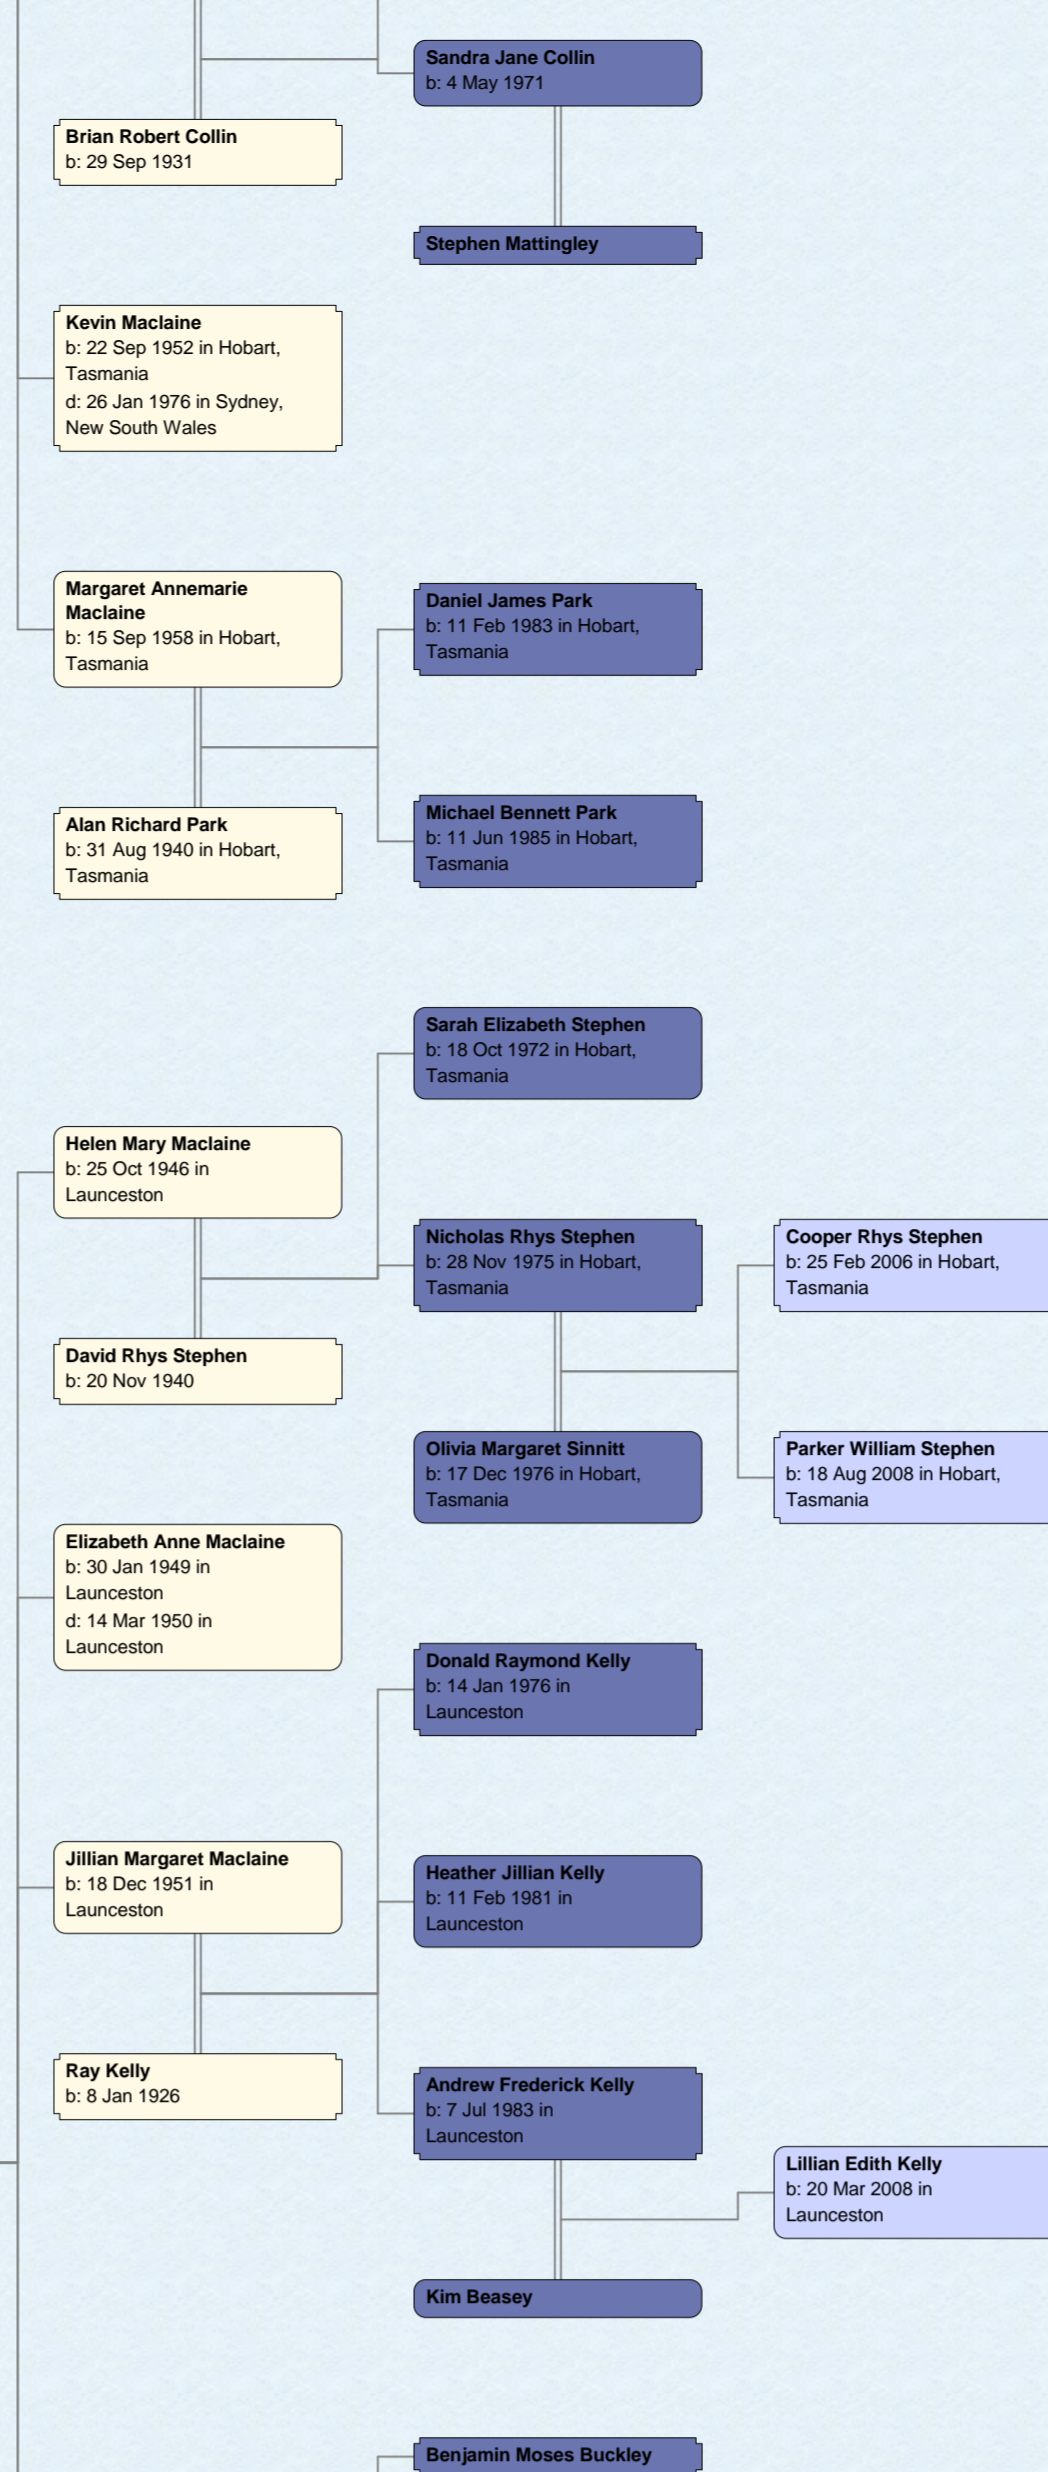 Sandra Jane Collin
b: 4 May 1971
Brian Robert Collin
b: 29 Sep 1931
Stephen Mattingley
Kevin Maclaine
b: 22 Sep 1952 in Hobart,
Tasmania
d: 26 Jan 1976 in Sydney,
New South Wales
Margaret Annemarie
Maclaine
b: 15 Sep 1958 in Hobart,
Tasmania
Daniel James Park
b: 11 Feb 1983 in Hobart,
Tasmania
Alan Richard Park
b: 31 Aug 1940 in Hobart,
Tasmania
Michael Bennett Park
b: 11 Jun 1985 in Hobart,
Tasmania
Sarah Elizabeth Stephen
b: 18 Oct 1972 in Hobart,
Tasmania
Helen Mary Maclaine
b: 25 Oct 1946 in
Launceston
Nicholas Rhys Stephen
b: 28 Nov 1975 in Hobart,
Tasmania
Cooper Rhys Stephen
b: 25 Feb 2006 in Hobart,
Tasmania
David Rhys Stephen
b: 20 Nov 1940
Olivia Margaret Sinnitt
b: 17 Dec 1976 in Hobart,
Tasmania
Parker William Stephen
b: 18 Aug 2008 in Hobart,
Tasmania
Elizabeth Anne Maclaine
b: 30 Jan 1949 in
Launceston
d: 14 Mar 1950 in
Launceston
Donald Raymond Kelly
b: 14 Jan 1976 in
Launceston
Jillian Margaret Maclaine
b: 18 Dec 1951 in
Launceston
Heather Jillian Kelly
b: 11 Feb 1981 in
Launceston
Ray Kelly
b: 8 Jan 1926
Andrew Frederick Kelly
b: 7 Jul 1983 in
Launceston
Lillian Edith Kelly
b: 20 Mar 2008 in
Launceston
Kim Beasey
Benjamin Moses Buckley